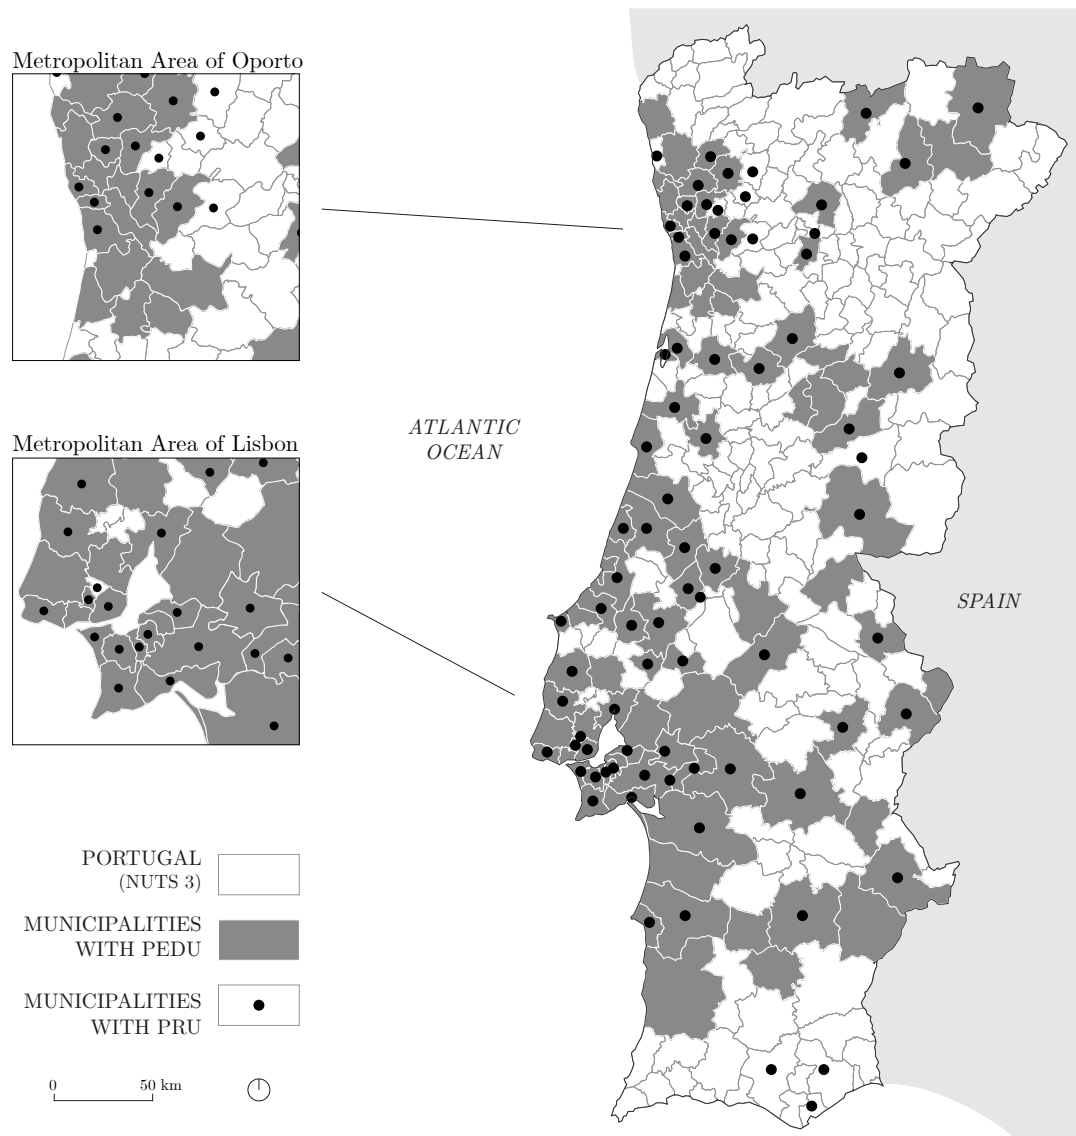 Metropolitan Area of Oporto
Metropolitan Area of Lisbon
ATLANTIC
OCEAN
SPAIN
PORTUGAL
(NUTS 3)
MUNICIPALITIES
WITH PEDU
MUNICIPALITIES
WITH PRU
0 50 km